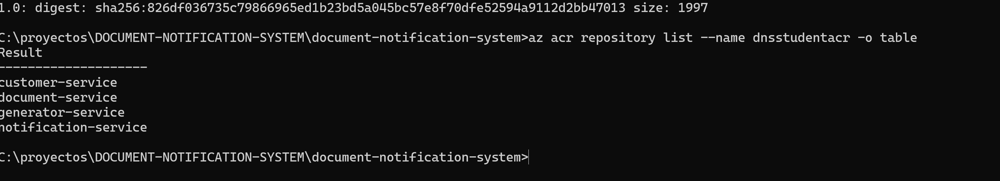 1.0: digest: sha256:826df036735c79866965ed1b23bd5a045bc57e8f70dfe52594a9112d2bb47013 size: 1997
C:\proyectos\DOCUMENT-NOTIFICATION-SYSTEM\document-notification-system>az acr repository list --name dnsstudentacr -o table
Result
--------------------
customer-service
document-service
generator-service
notification-service
C:\proyectos\DOCUMENT-NOTIFICATION-SYSTEM\document-notification-system>